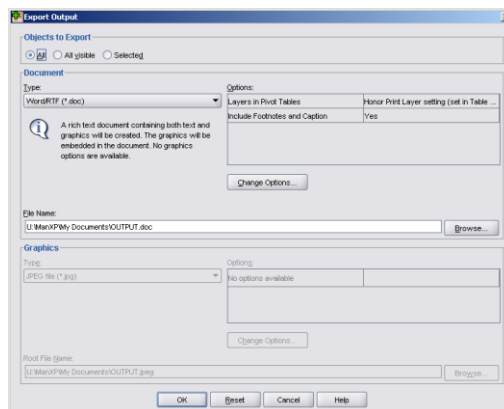 Export Output
Objects to Export
All All visible Selected
Document
Type:
Word/RTF (*.doc)
A rich text document containing both text and
graphics will be created. The graphics will be
embedded in the document. No graphics
options are available.
Options:
Layers in Pivot Tables Honor Print Layer setting (set in Table ...
Include Footnotes and Caption Yes
Change Options...
File Name:
U:\ManXP\My Documents\OUTPUT.doc
Browse...
Graphics
Type:
JPEG file (*.jpg)
Options:
No options available
Change Options...
Root File Name:
U:\ManXP\My Documents\OUTPUT.jpeg
Browse...
OK Reset Cancel Help